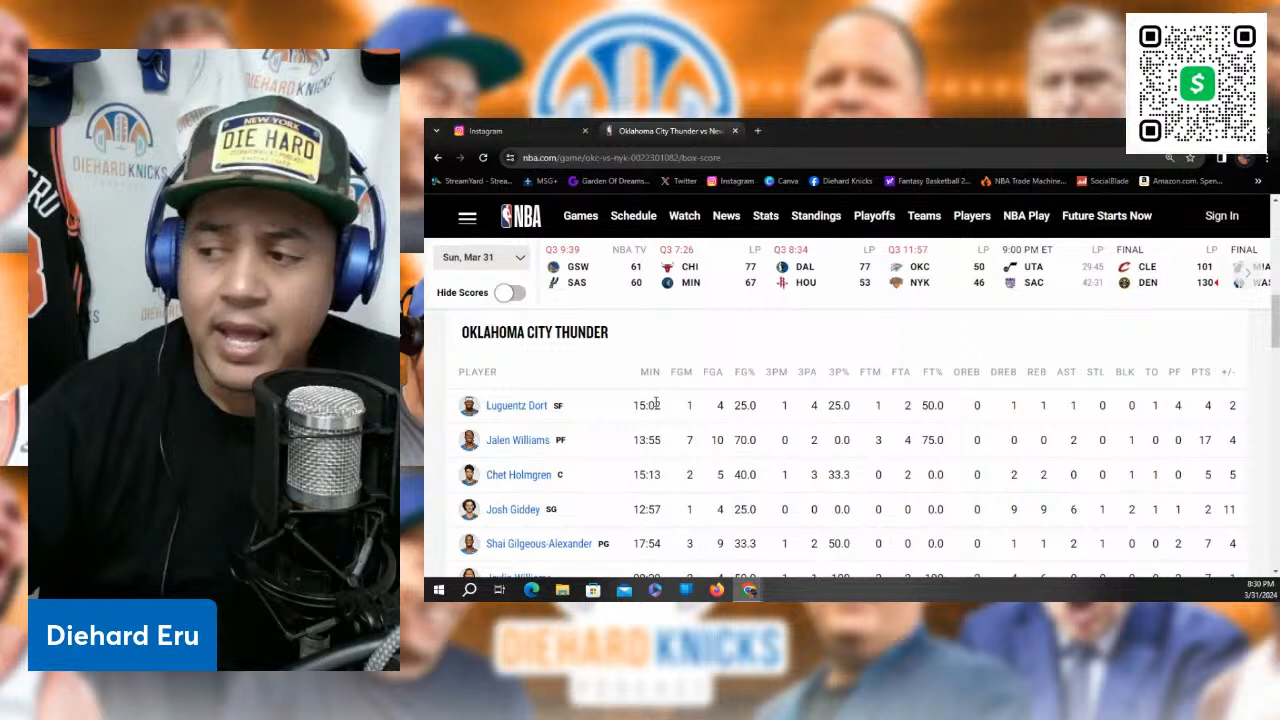 DIEHARD KNICKS
NEW YORK
DIE HARD
ERU
Diehard Eru
Instagram
Oklahoma City Thunder vs New
nba.com/game/okc-vs-nyk-0022301082/box-score
StreamYard - Strea... MSG+ Garden Of Dreams... Twitter Instagram Canva Diehard Knicks Fantasy Basketball 2... NBA Trade Machine... SocialBlade Amazon.com. Spen... »
NBA Games Schedule Watch News Stats Standings Playoffs Teams Players NBA Play Future Starts Now Sign In
Sun, Mar 31
Hide Scores
Q3 9:39 NBA TV
GSW 61
SAS 60
Q3 7:26 LP
CHI 77
MIN 67
Q3 8:34 LP
DAL 77
HOU 53
Q3 11:57 LP
OKC 50
NYK 46
9:00 PM ET LP
UTA 29-45
SAC 42-31
FINAL LP
CLE 101
DEN 130
FINAL
OKLAHOMA CITY THUNDER
PLAYER MIN FGM FGA FG% 3PM 3PA 3P% FTM FTA FT% OREB DREB REB AST STL BLK TO PF PTS +/-
Luguentz Dort SF 15:02 1 4 25.0 1 4 25.0 1 2 50.0 0 1 1 1 0 0 1 4 4 2
Jalen Williams PF 13:55 7 10 70.0 0 2 0.0 3 4 75.0 0 0 0 2 0 1 0 0 17 4
Chet Holmgren C 15:13 2 5 40.0 1 3 33.3 0 2 0.0 0 2 2 0 0 1 1 0 5 5
Josh Giddey SG 12:57 1 4 25.0 0 0 0.0 0 0 0.0 0 9 9 6 1 2 1 1 2 11
Shai Gilgeous-Alexander PG 17:54 3 9 33.3 1 2 50.0 0 0 0.0 0 1 1 2 1 0 0 2 7 4
8:30 PM
3/31/2024
DIEHARD KNICKS